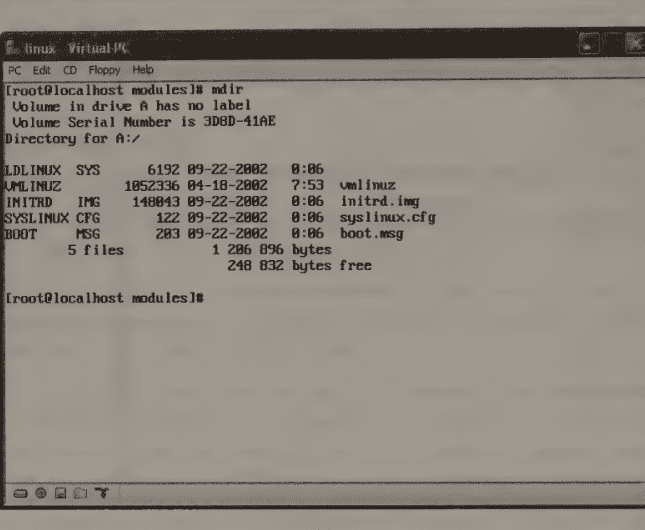 linux Virtual PC
PC Edit CD Floppy Help
[root@localhost modules]# mdir
Volume in drive A has no label
Volume Serial Number is 3D8D-41AE
Directory for A:/
LDLINUX SYS 6192 09-22-2002 0:06
VMLINUZ 1052336 04-18-2002 7:53 vmlinuz
INITRD IMG 148043 09-22-2002 0:06 initrd.img
SYSLINUX CFG 122 09-22-2002 0:06 syslinux.cfg
BOOT MSG 203 09-22-2002 0:06 boot.msg
5 files 1 206 896 bytes
248 832 bytes free
[root@localhost modules]#